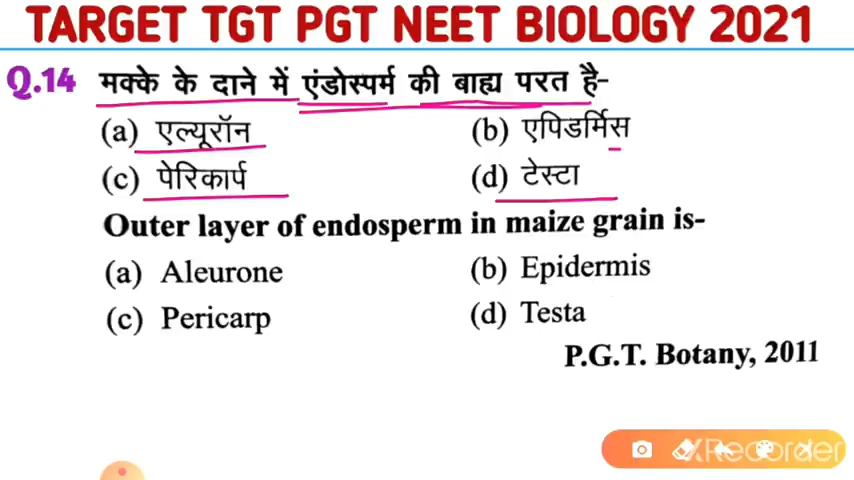 TARGET TGT PGT NEET BIOLOGY 2021
Q.14 मक्के के दाने में एंडोस्पर्म की बाह्य परत है-
(a) एल्यूरॉन (b) एपिडर्मिस
(c) पेरिकार्प (d) टेस्टा
Outer layer of endosperm in maize grain is-
(a) Aleurone (b) Epidermis
(c) Pericarp (d) Testa
P.G.T. Botany, 2011
XRecorder